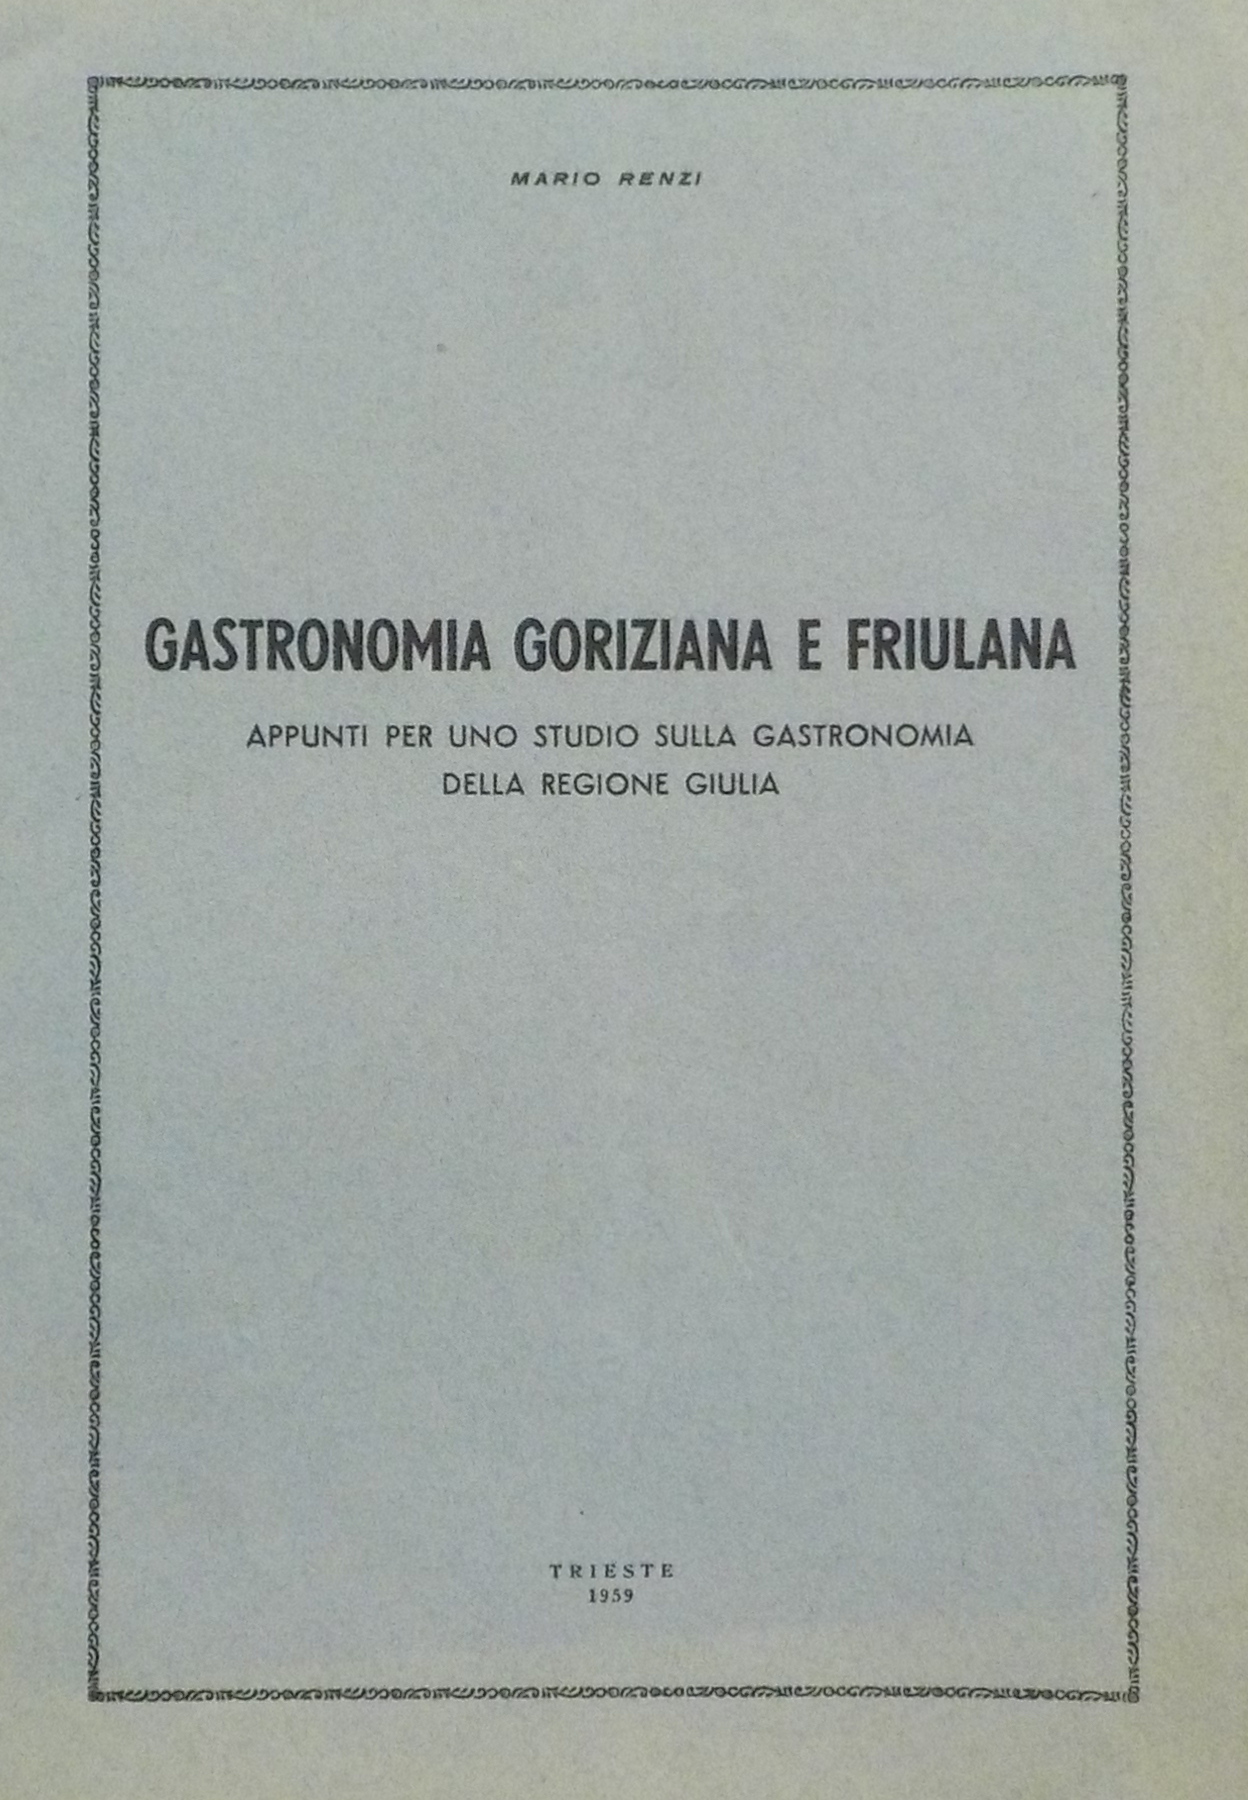 MARIO RENZI
GASTRONOMIA GORIZIANA E FRIULANA
APPUNTI PER UNO STUDIO SULLA GASTRONOMIA
DELLA REGIONE GIULIA
TRIESTE
1959